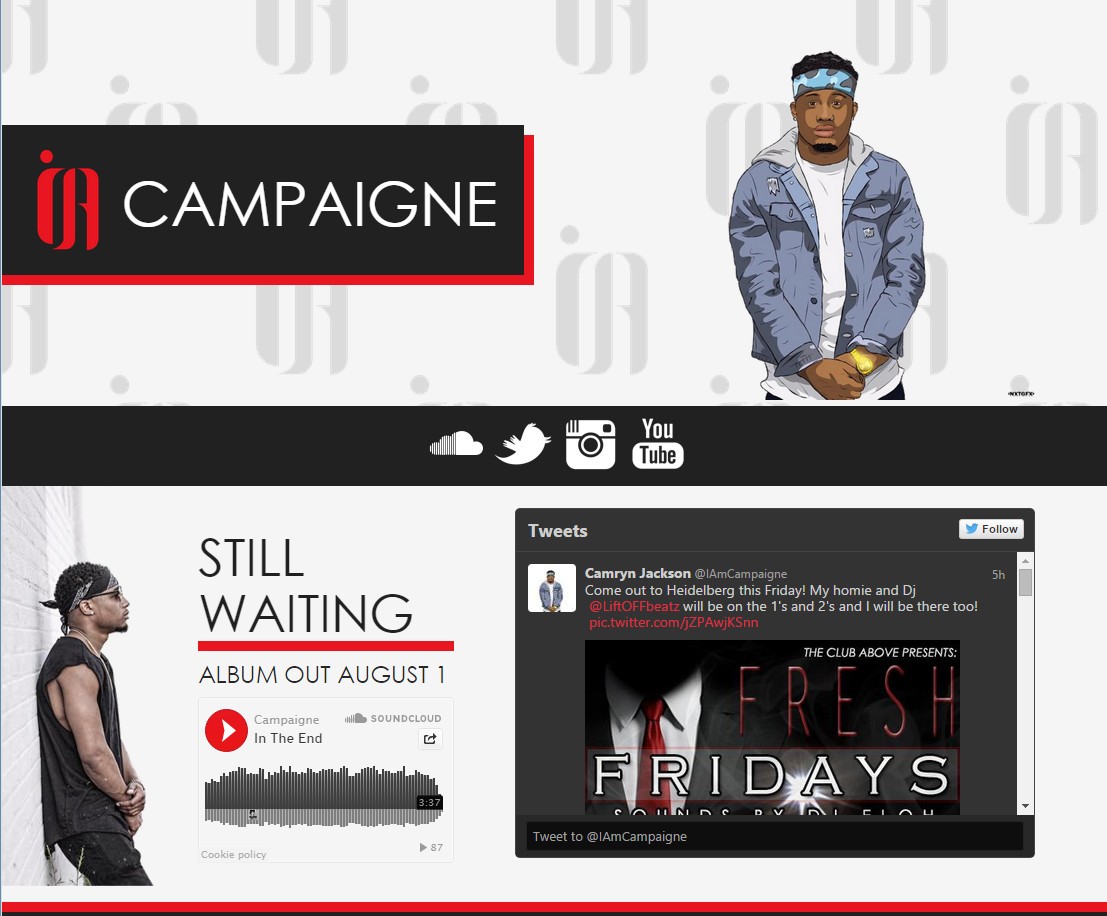 CAMPAIGNE
•NXTGFX•
You
Tube
STILL
WAITING
ALBUM OUT AUGUST 1
Campaigne
SOUNDCLOUD
In The End
3:37
Cookie policy
87
Tweets
Follow
Camryn Jackson @IAmCampaigne 5h
Come out to Heidelberg this Friday! My homie and Dj
@LiftOFFbeatz will be on the 1's and 2's and I will be there too!
pic.twitter.com/jZPAwjKSnn
THE CLUB ABOVE PRESENTS:
FRESH
FRIDAYS
SOUNDS BY DJ
Tweet to @IAmCampaigne